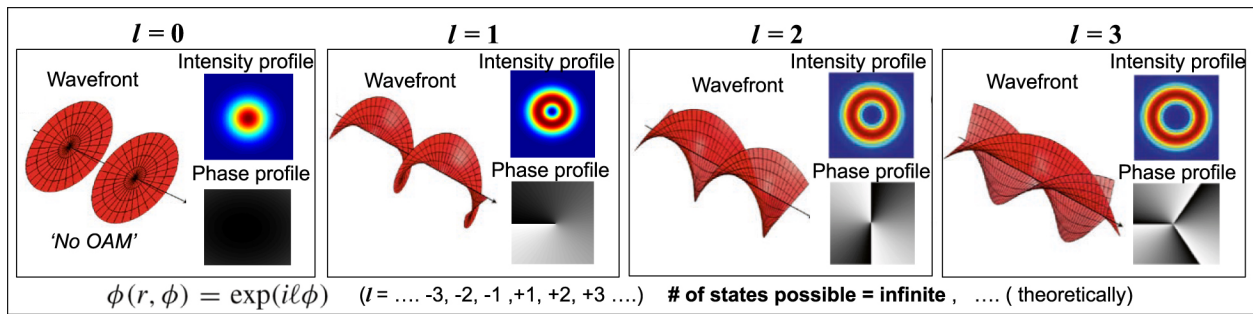 l = 0
l = 1
l = 2
l = 3
Wavefront
Intensity profile
Phase profile
'No OAM'
Wavefront
Intensity profile
Phase profile
Wavefront
Intensity profile
Phase profile
Wavefront
Intensity profile
Phase profile
ϕ(r, ϕ) = exp(iℓϕ) (l = .... -3, -2, -1 ,+1, +2, +3 ....) # of states possible = infinite , .... ( theoretically)